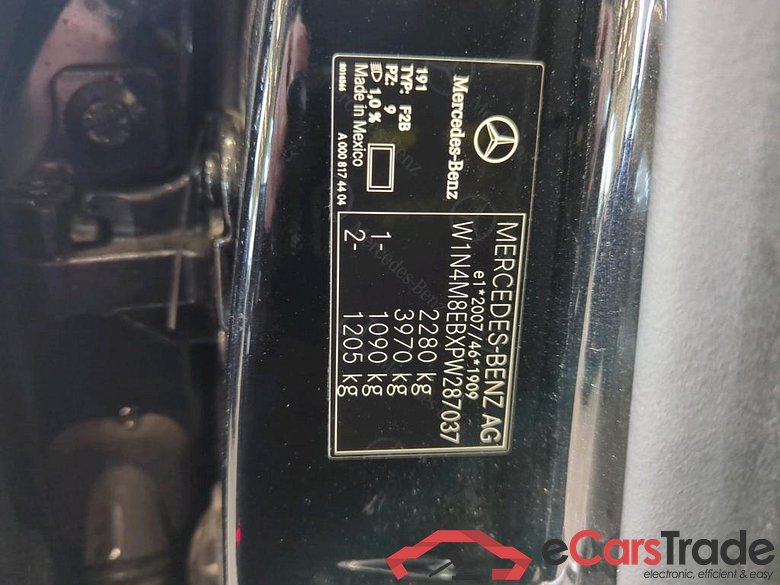 Mercedes-Benz
191
TYP: F2B
PZ: 9
1,0 %
Made in Mexico
8014566
A 000 817 44 04
MERCEDES-BENZ AG
e1*2007/46*1909
W1N4M8EBXPW287037
2280 kg
3970 kg
1- 1090 kg
2- 1205 kg
eCarsTrade
electronic, efficient & easy